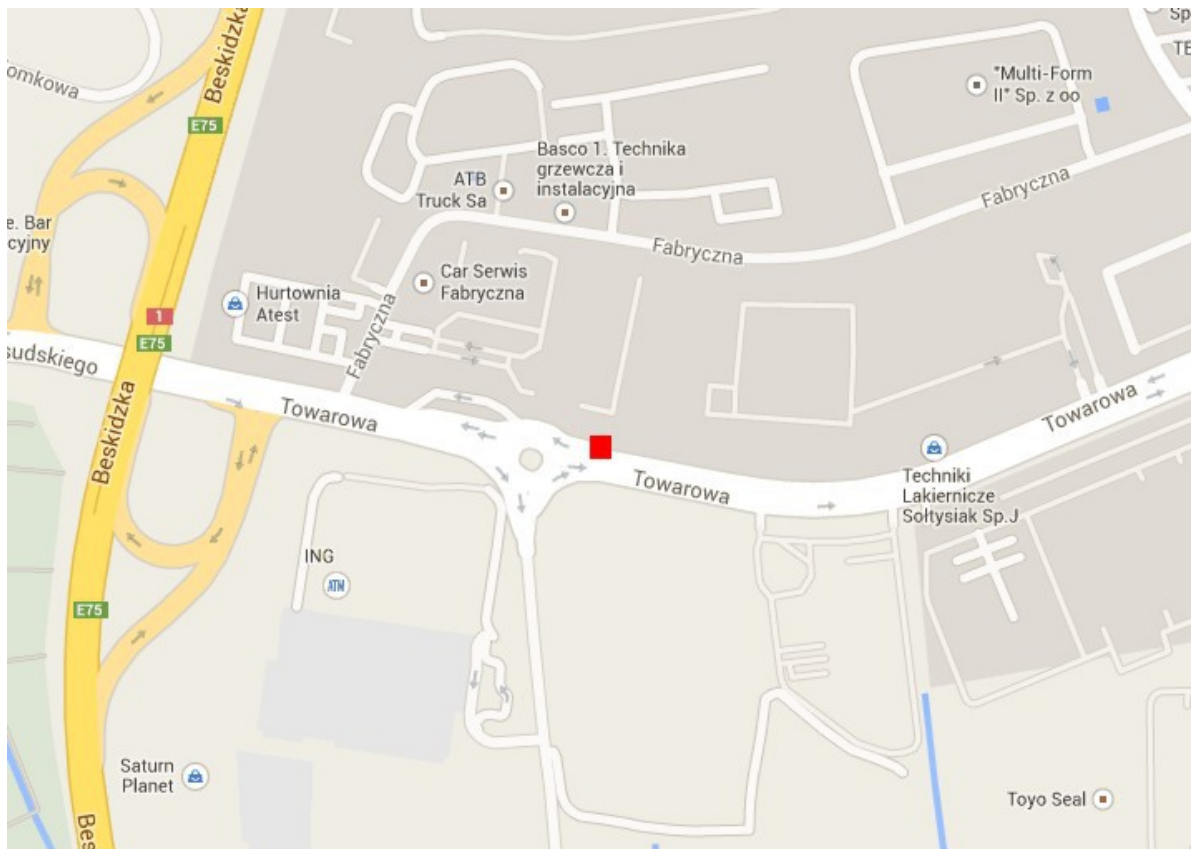 Sp
TE
omkowa
Beskidzka
E75
"Multi-Form
II" Sp. z oo
Basco 1. Technika
grzewcza i
instalacyjna
ATB
Truck Sa
Fabryczna
e. Bar
cyjny
Fabryczna
Car Serwis
Fabryczna
Hurtownia
Atest
Fabryczna
1
E75
sudskiego
Beskidzka
Towarowa
Towarowa
Towarowa
Techniki
Lakiernicze
Sołtysiak Sp.J
ING
ATM
E75
Saturn
Planet
Toyo Seal
Bes